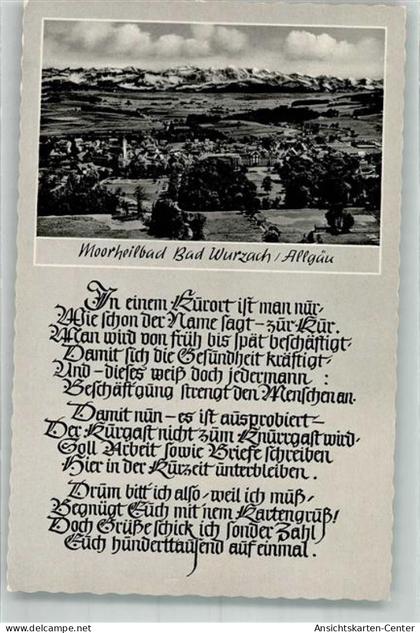 Moorheilbad Bad Wurzach / Allgäu
In einem Kurort ist man nur
Wie schon der Name sagt - zur Kur.
Man wird von früh bis spät beschäftigt
Damit sich die Gesundheit kräftigt
Und - dieses weiß doch jedermann :
Beschäftgung strengt den Menschen an.
Damit nun - es ist ausprobiert -
Der Kurgast nicht zum Knurrgast wird
Soll Arbeit sowie Briefe schreiben
Hier in der Kurzeit unterbleiben.
Drum bitt ich also, weil ich muß,
Begnügt Euch mit nem Kartengruß!
Doch Grüße schick ich sonder Zahl
Euch hunderttausend auf einmal.
© www.delcampe.net / Ansichtskarten-Center